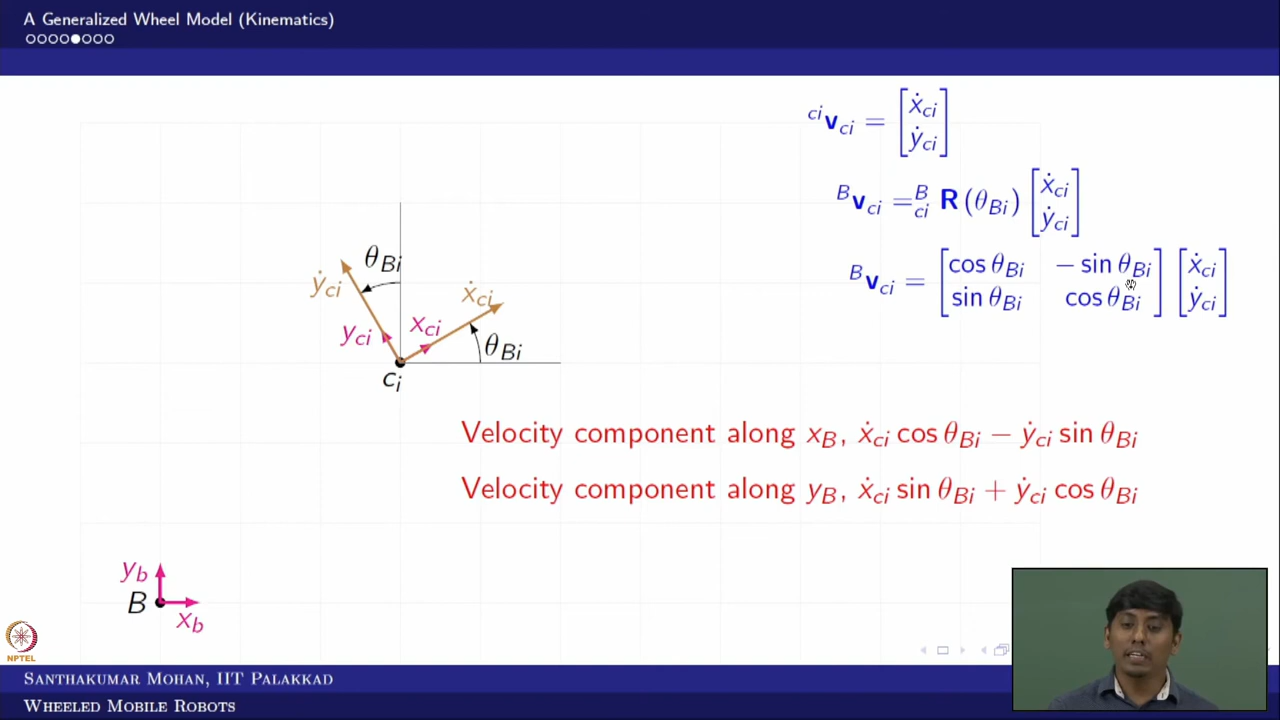 A Generalized Wheel Model (Kinematics)
ci𝐯ci = [ẋci ẏci]
B𝐯ci = B ci 𝐑 (θBi) [ẋci ẏci]
B𝐯ci = [cos θBi − sin θBi sin θBi cos θBi] [ẋci ẏci]
θBi
ẏci
ẋci
yci
xci
θBi
ci
Velocity component along xB, ẋci cos θBi − ẏci sin θBi
Velocity component along yB, ẋci sin θBi + ẏci cos θBi
yb
B
xb
NPTEL
Santhakumar Mohan, IIT Palakkad
Wheeled Mobile Robots